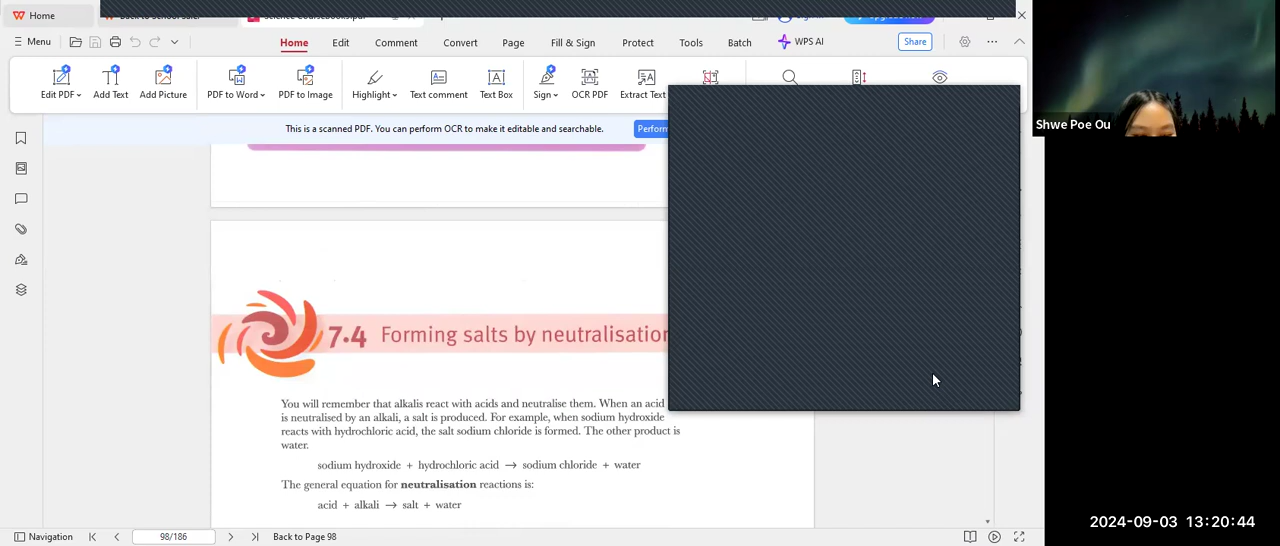 Home
Menu
Home Edit Comment Convert Page Fill & Sign Protect Tools Batch WPS AI Share
Edit PDF Add Text Add Picture PDF to Word PDF to Image Highlight Text comment Text Box Sign OCR PDF Extract Text
This is a scanned PDF. You can perform OCR to make it editable and searchable. Perform
Shwe Poe Ou
7.4 Forming salts by neutralisation
You will remember that alkalis react with acids and neutralise them. When an acid
is neutralised by an alkali, a salt is produced. For example, when sodium hydroxide
reacts with hydrochloric acid, the salt sodium chloride is formed. The other product is
water.
sodium hydroxide + hydrochloric acid → sodium chloride + water
The general equation for neutralisation reactions is:
acid + alkali → salt + water
Navigation 98/186 Back to Page 98
2024-09-03 13:20:44